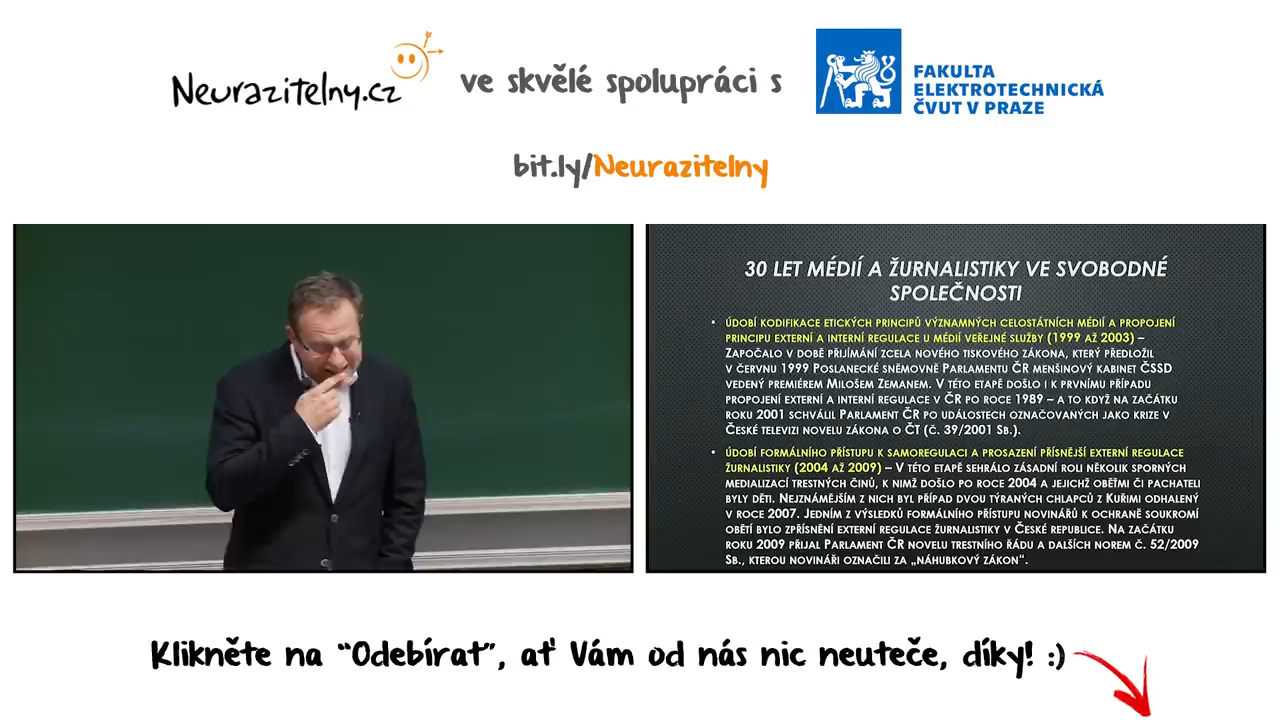 Neurazitelny.cz ve skvělé spolupráci s
FAKULTA
ELEKTROTECHNICKÁ
ČVUT V PRAZE
bit.ly/Neurazitelny
30 LET MÉDIÍ A ŽURNALISTIKY VE SVOBODNÉ
SPOLEČNOSTI
• ÚDOBÍ KODIFIKACE ETICKÝCH PRINCIPŮ VÝZNAMNÝCH CELOSTÁTNÍCH MÉDIÍ A PROPOJENÍ
PRINCIPU EXTERNÍ A INTERNÍ REGULACE U MÉDIÍ VEŘEJNÉ SLUŽBY (1999 AŽ 2003) –
ZAPOČALO V DOBĚ PŘIJÍMÁNÍ ZCELA NOVÉHO TISKOVÉHO ZÁKONA, KTERÝ PŘEDLOŽIL
V ČERVNU 1999 POSLANECKÉ SNĚMOVNĚ PARLAMENTU ČR MENŠINOVÝ KABINET ČSSD
VEDENÝ PREMIÉREM MILOŠEM ZEMANEM. V TÉTO ETAPĚ DOŠLO I K PRVNÍMU PŘÍPADU
PROPOJENÍ EXTERNÍ A INTERNÍ REGULACE V ČR PO ROCE 1989 – A TO KDYŽ NA ZAČÁTKU
ROKU 2001 SCHVÁLIL PARLAMENT ČR PO UDÁLOSTECH OZNAČOVANÝCH JAKO KRIZE V
ČESKÉ TELEVIZI NOVELU ZÁKONA O ČT (Č. 39/2001 SB.).
• ÚDOBÍ FORMÁLNÍHO PŘÍSTUPU K SAMOREGULACI A PROSAZENÍ PŘÍSNĚJŠÍ EXTERNÍ REGULACE
ŽURNALISTIKY (2004 AŽ 2009) – V TÉTO ETAPĚ SEHRÁLO ZÁSADNÍ ROLI NĚKOLIK SPORNÝCH
MEDIALIZACÍ TRESTNÝCH ČINŮ, K NIMŽ DOŠLO PO ROCE 2004 A JEJICHŽ OBĚŤMI ČI PACHATELI
BYLY DĚTI. NEJZNÁMĚJŠÍM Z NICH BYL PŘÍPAD DVOU TÝRANÝCH CHLAPCŮ Z KUŘIMI ODHALENÝ
V ROCE 2007. JEDNÍM Z VÝSLEDKŮ FORMÁLNÍHO PŘÍSTUPU NOVINÁŘŮ K OCHRANĚ SOUKROMÍ
OBĚTÍ BYLO ZPŘÍSNĚNÍ EXTERNÍ REGULACE ŽURNALISTIKY V ČESKÉ REPUBLICE. NA ZAČÁTKU
ROKU 2009 PŘIJAL PARLAMENT ČR NOVELU TRESTNÍHO ŘÁDU A DALŠÍCH NOREM Č. 52/2009
SB., KTEROU NOVINÁŘI OZNAČILI ZA „NÁHUBKOVÝ ZÁKON“.
Klikněte na “Odebírat”, ať Vám od nás nic neuteče, díky! :)